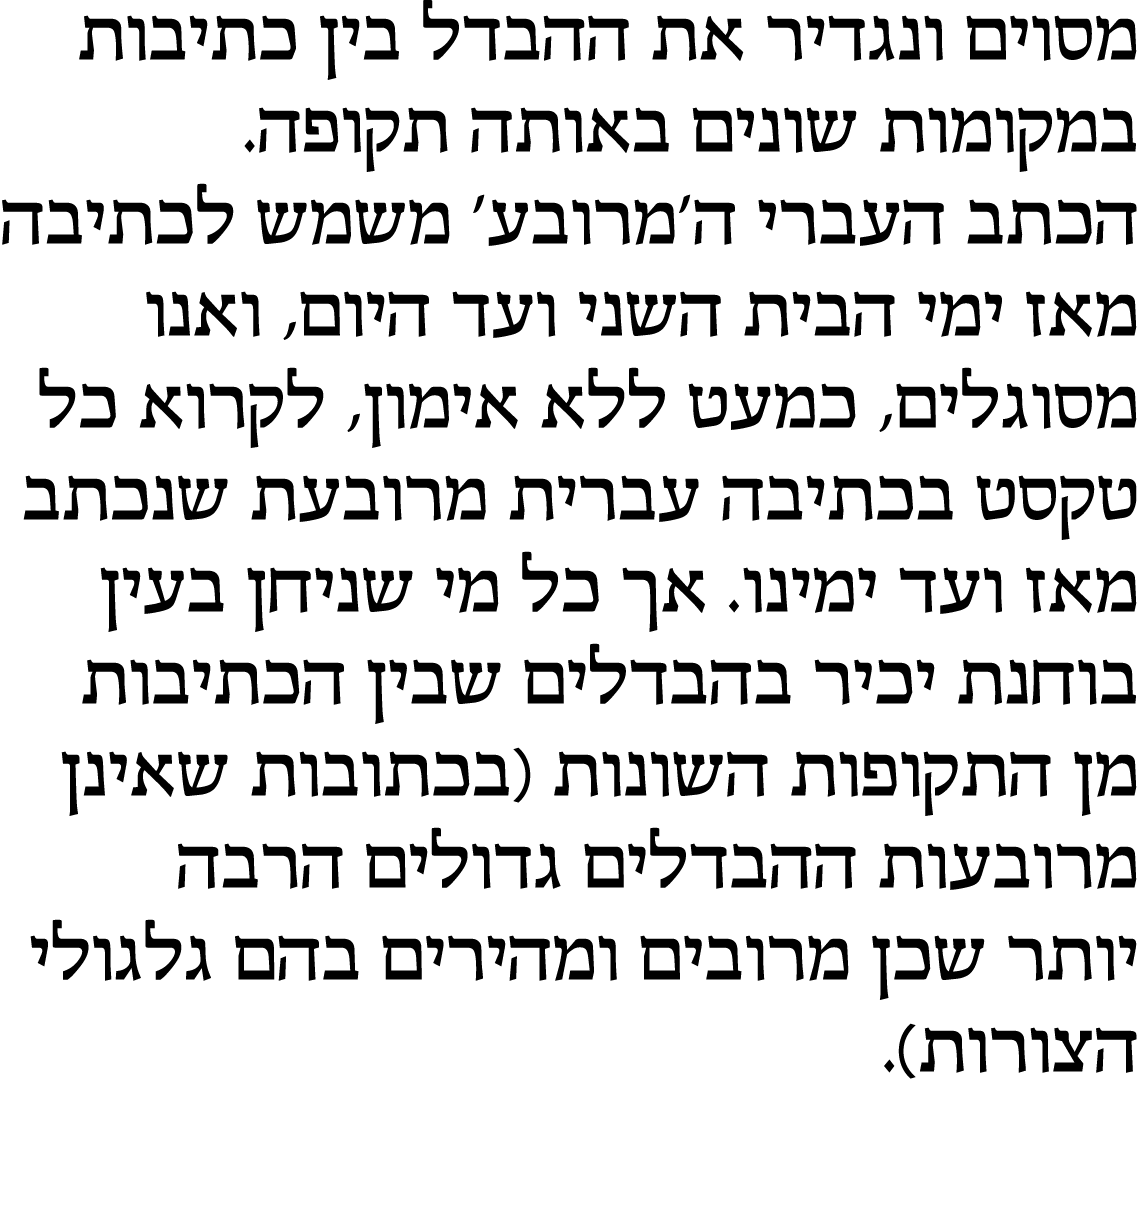 מסוים ונגדיר את ההבדל בין כתיבות
במקומות שונים באותה תקופה.
הכתב העברי ה'מרובע' משמש לכתיבה
מאז ימי הבית השני ועד היום, ואנו
מסוגלים, כמעט ללא אימון, לקרוא כל
טקסט בכתיבה עברית מרובעת שנכתב
מאז ועד ימינו. אך כל מי שניחן בעין
בוחנת יכיר בהבדלים שבין הכתיבות
מן התקופות השונות (בכתובות שאינן
מרובעות ההבדלים גדולים הרבה
יותר שכן מרובים ומהירים בהם גלגולי
הצורות).